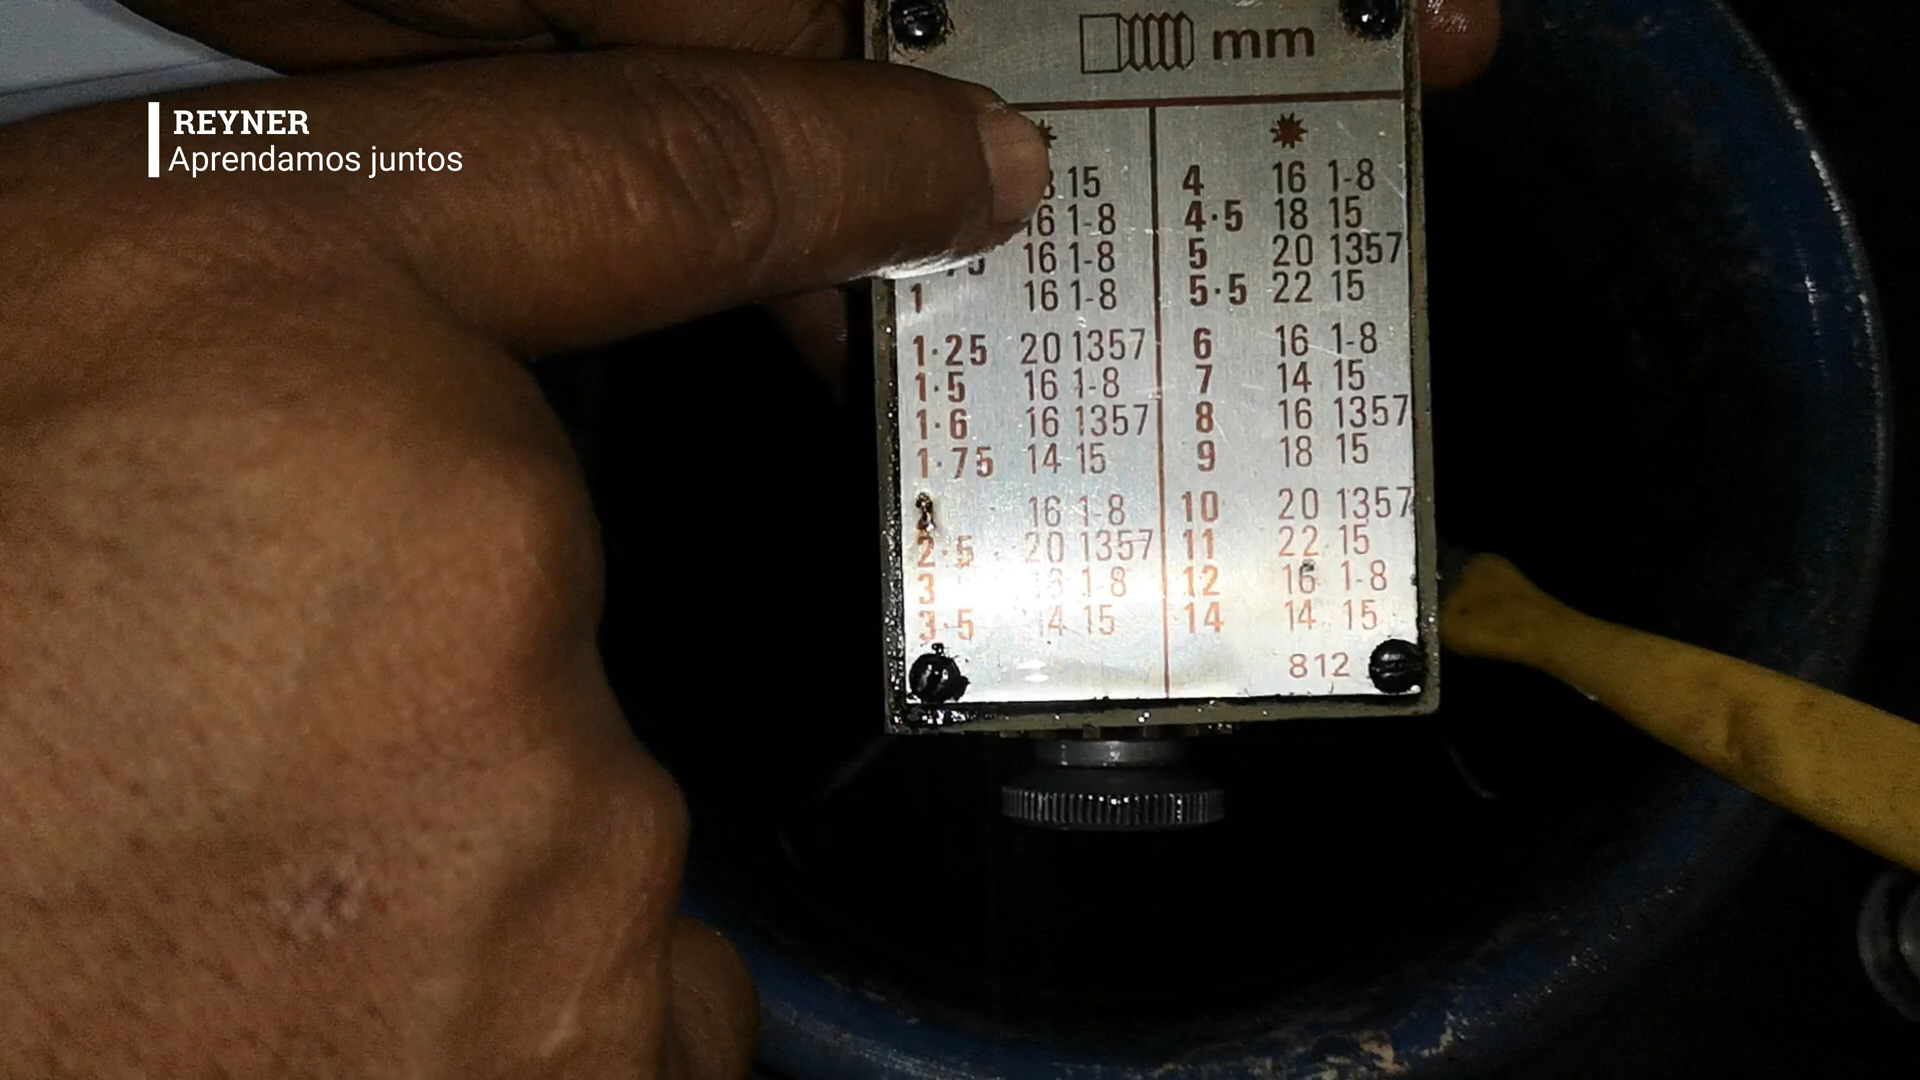 REYNER
Aprendamos juntos
mm
15
16 1-8
16 1-8
1 16 1-8
1·25 20 1357
1·5 16 1-8
1·6 16 1357
1·75 14 15
2 16 1-8
2·5 20 1357
3 16 1-8
3·5 14 15
4 16 1-8
4·5 18 15
5 20 1357
5·5 22 15
6 16 1-8
7 14 15
8 16 1357
9 18 15
10 20 1357
11 22 15
12 16 1-8
14 14 15
812